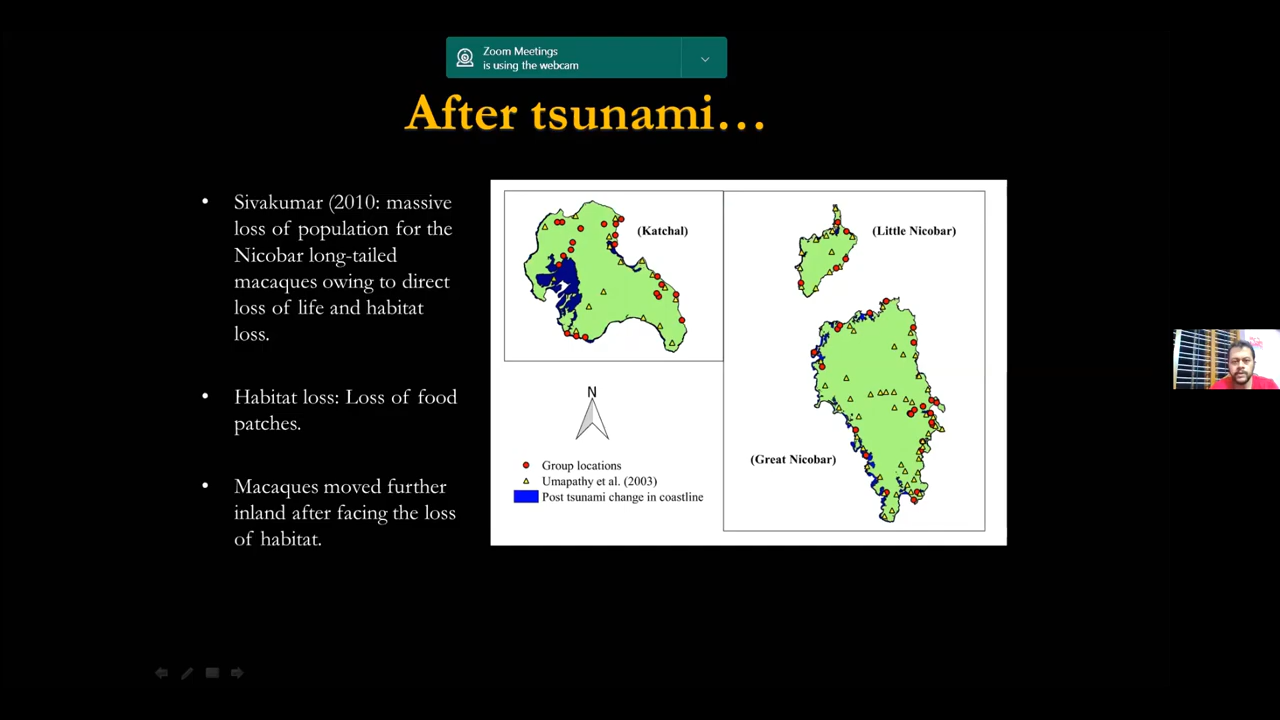 Zoom Meetings
is using the webcam
After tsunami…
• Sivakumar (2010: massive
loss of population for the
Nicobar long-tailed
macaques owing to direct
loss of life and habitat
loss.
• Habitat loss: Loss of food
patches.
• Macaques moved further
inland after facing the loss
of habitat.
(Katchal)
(Little Nicobar)
(Great Nicobar)
N
Group locations
Umapathy et al. (2003)
Post tsunami change in coastline